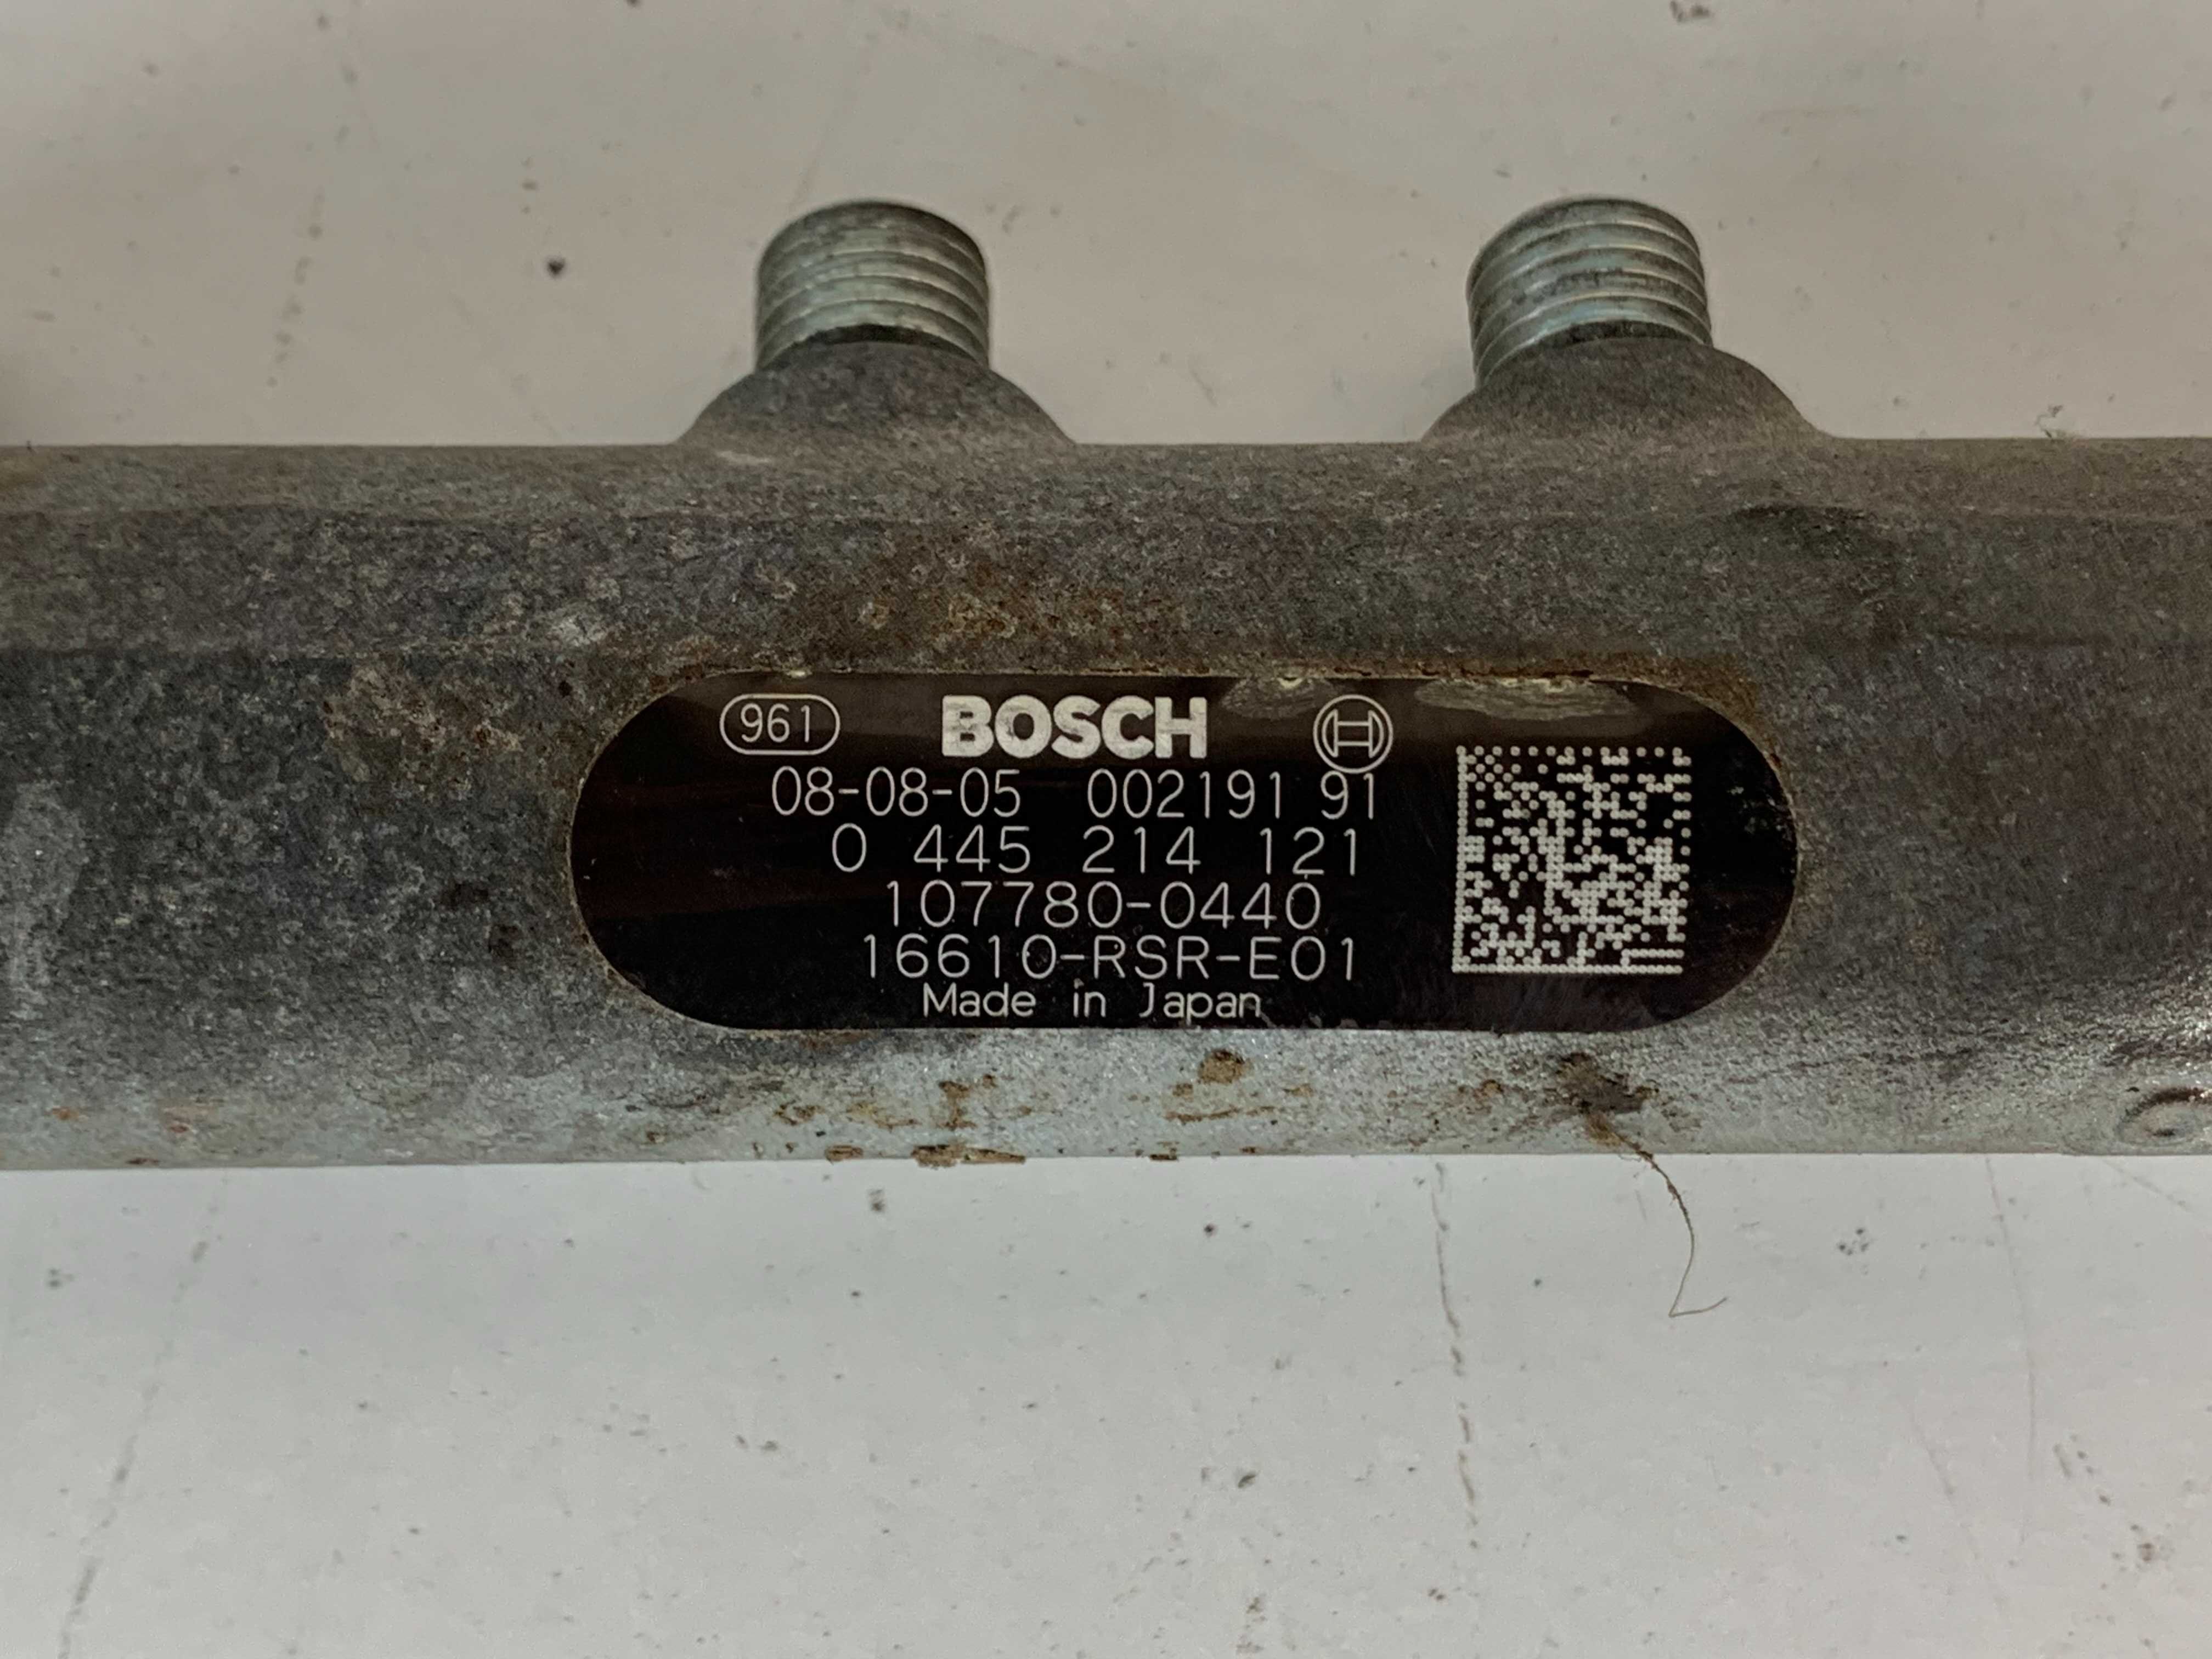 961 BOSCH
08-08-05 002191 91
0 445 214 121
107780-0440
16610-RSR-E01
Made in Japan